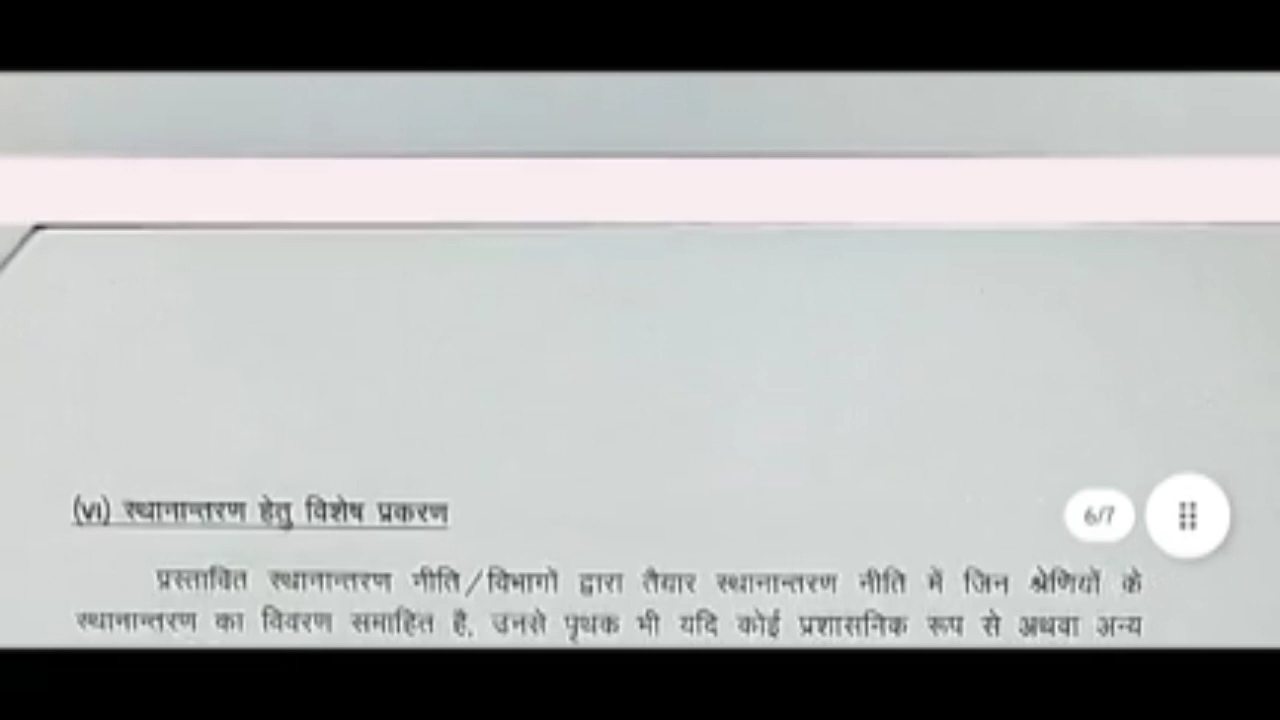 (vi) स्थानान्तरण हेतु विशेष प्रकरण
6/7
प्रस्तावित स्थानान्तरण नीति/विभागों द्वारा तैयार स्थानान्तरण नीति में जिन श्रेणियों के
स्थानान्तरण का विवरण समाहित है, उनसे पृथक भी यदि कोई प्रशासनिक रूप से अथवा अन्य